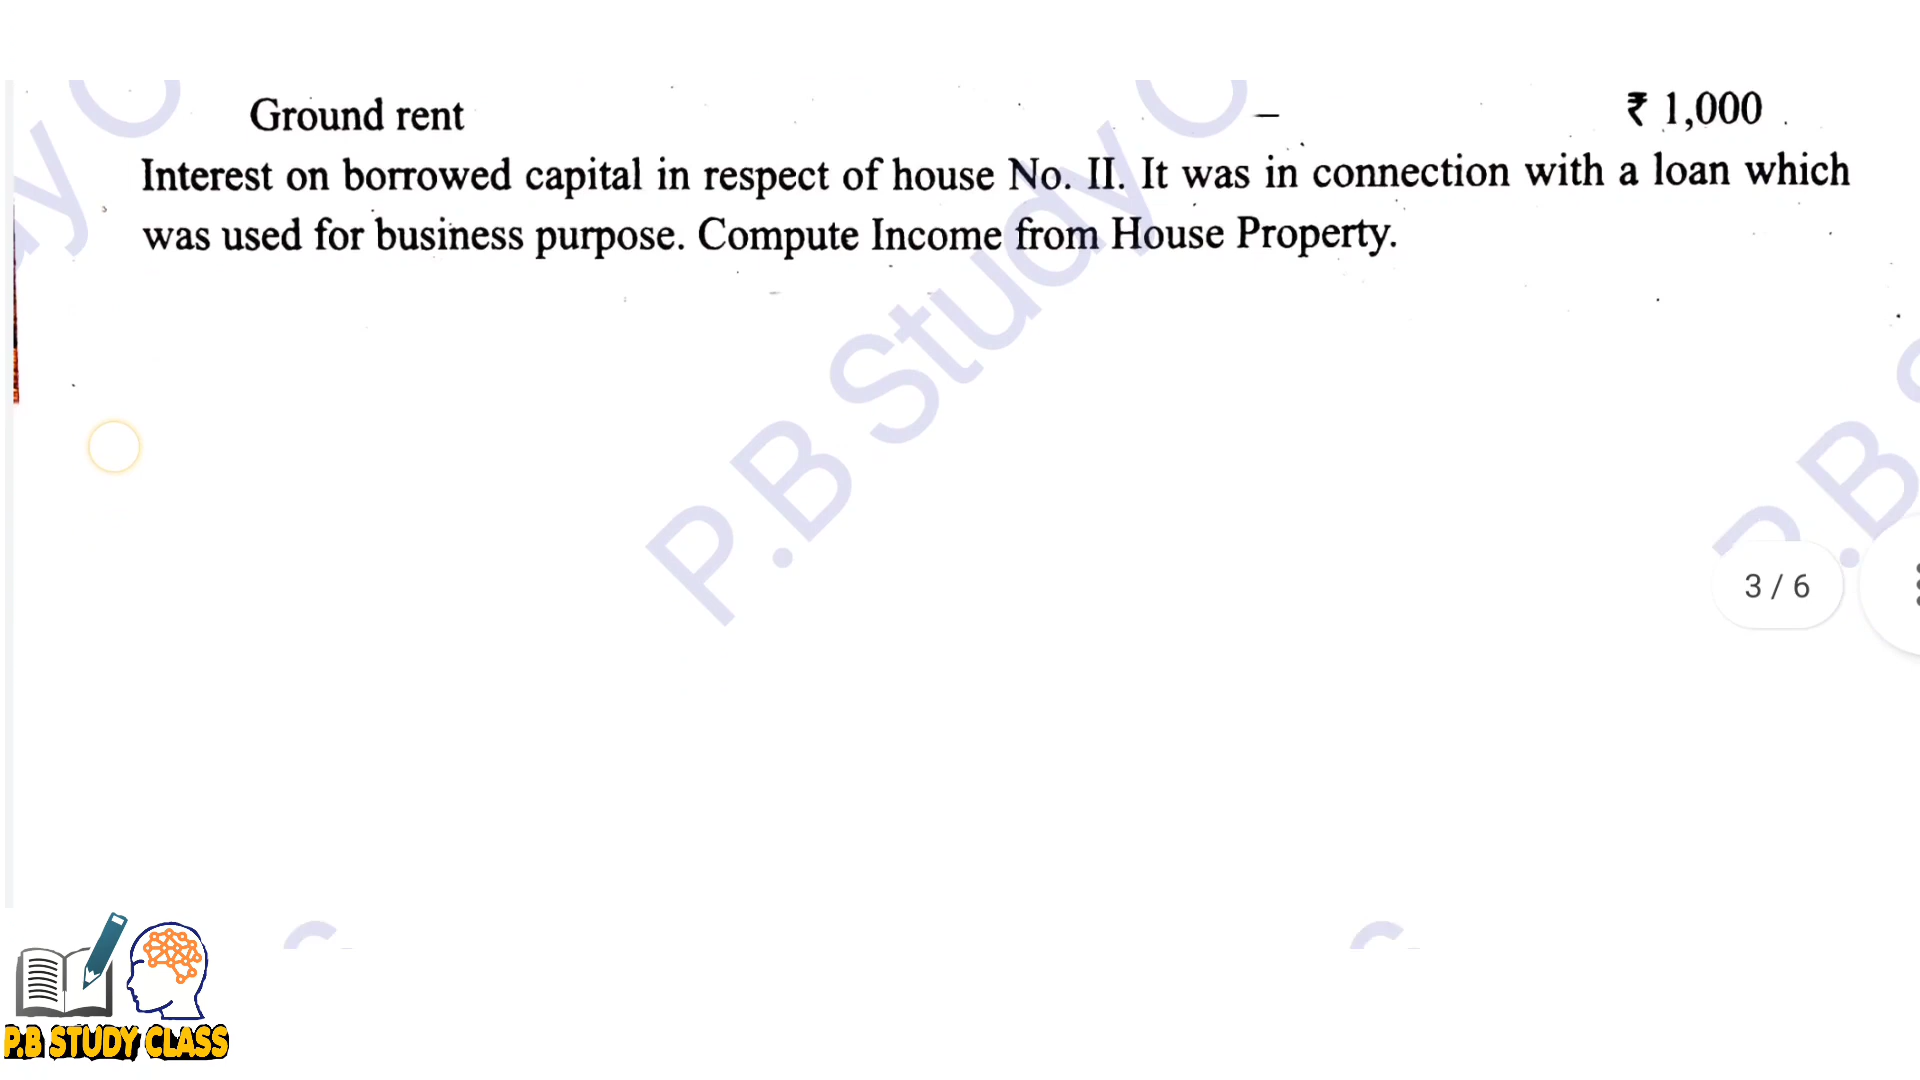 Ground rent – ₹ 1,000
Interest on borrowed capital in respect of house No. II. It was in connection with a loan which
was used for business purpose. Compute Income from House Property.
P.B Study C
3 / 6
P.B STUDY CLASS